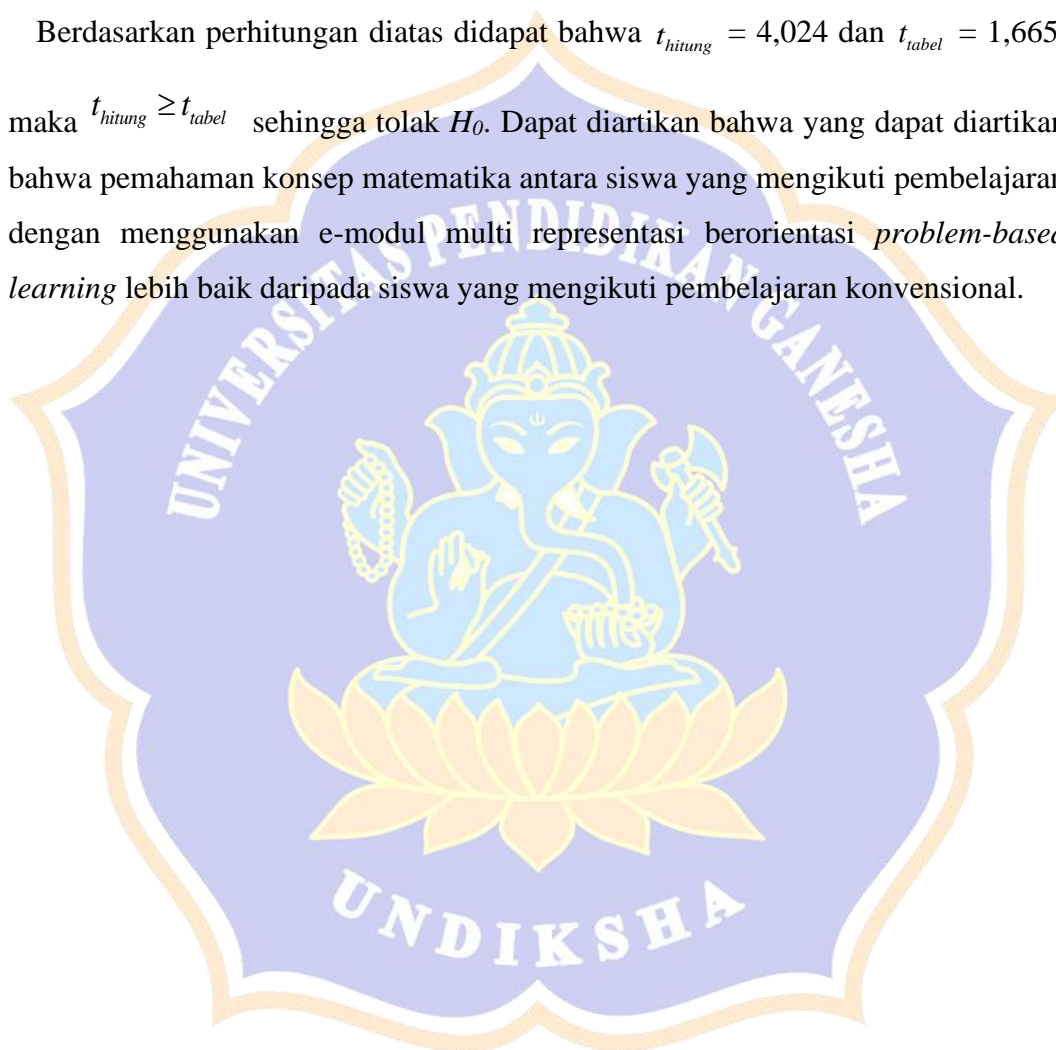 Berdasarkan perhitungan diatas didapat bahwa t_hitung = 4,024 dan t_tabel = 1,665
maka t_hitung ≥ t_tabel sehingga tolak H0. Dapat diartikan bahwa yang dapat diartikan
bahwa pemahaman konsep matematika antara siswa yang mengikuti pembelajaran
dengan menggunakan e-modul multi representasi berorientasi problem-based
learning lebih baik daripada siswa yang mengikuti pembelajaran konvensional.
UNIVERSITAS PENDIDIKAN GANESHA
UNDIKSHA